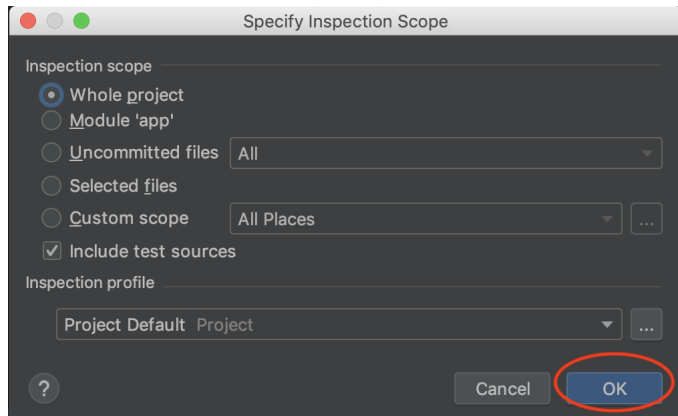 Specify Inspection Scope
Inspection scope
Whole project
Module 'app'
Uncommitted files All
Selected files
Custom scope All Places ...
Include test sources
Inspection profile
Project Default Project ...
? Cancel OK